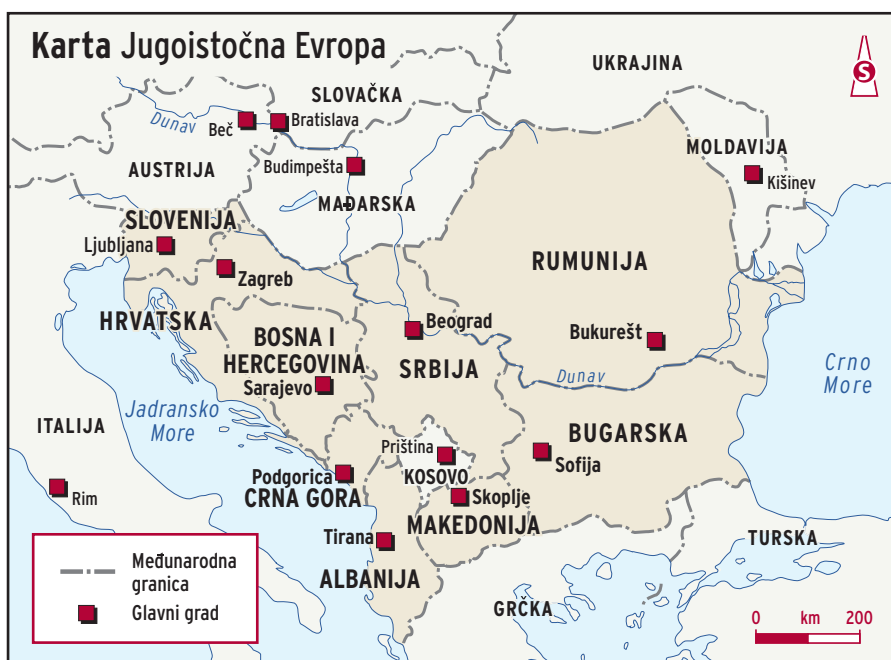 Karta Jugoistočna Evropa
UKRAJINA
S
SLOVAČKA
Dunav
Beč
Bratislava
MOLDAVIJA
AUSTRIJA
Budimpešta
Kišinev
MAĐARSKA
SLOVENIJA
Ljubljana
Zagreb
RUMUNIJA
HRVATSKA
Beograd
Bukurešt
BOSNA I
HERCEGOVINA
Sarajevo
SRBIJA
Dunav
Crno
More
Jadransko
More
ITALIJA
BUGARSKA
Priština
Sofija
KOSOVO
Podgorica
CRNA GORA
Skoplje
Rim
MAKEDONIJA
Tirana
TURSKA
ALBANIJA
GRČKA
Međunarodna
granica
Glavni grad
0 km 200